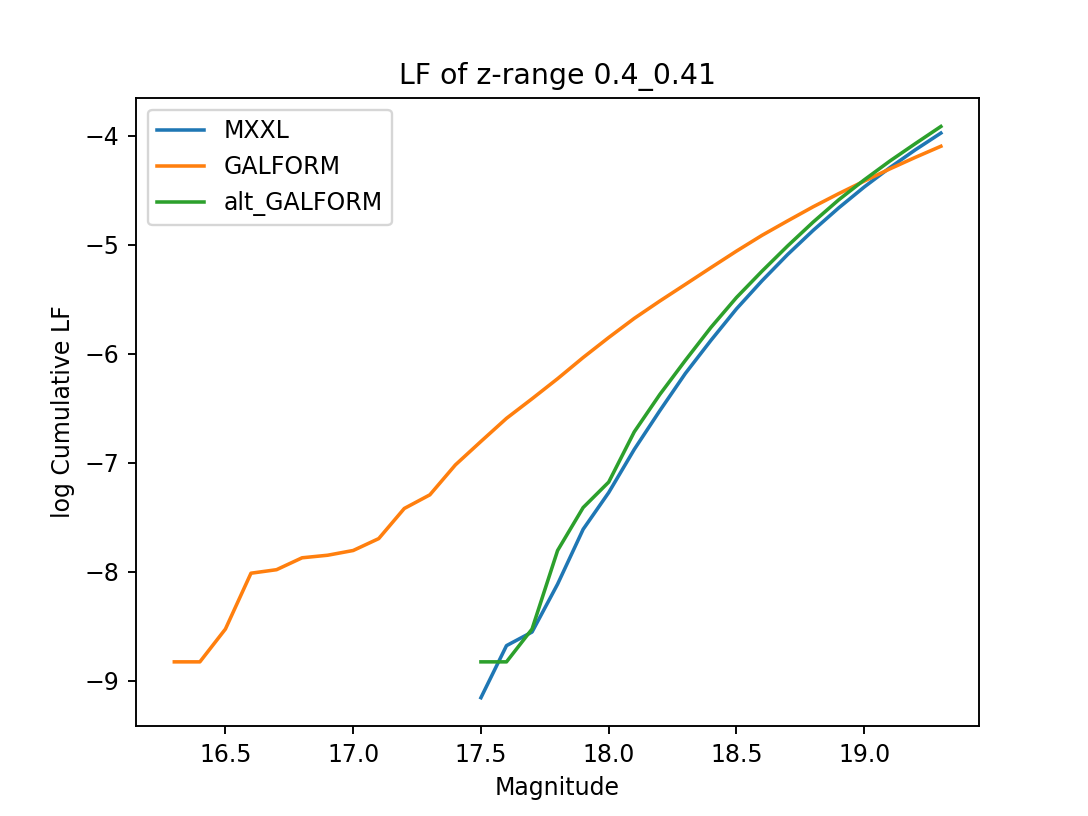 LF of z-range 0.4_0.41
MXXL
GALFORM
alt_GALFORM
log Cumulative LF
−4
−5
−6
−7
−8
−9
16.5 17.0 17.5 18.0 18.5 19.0
Magnitude